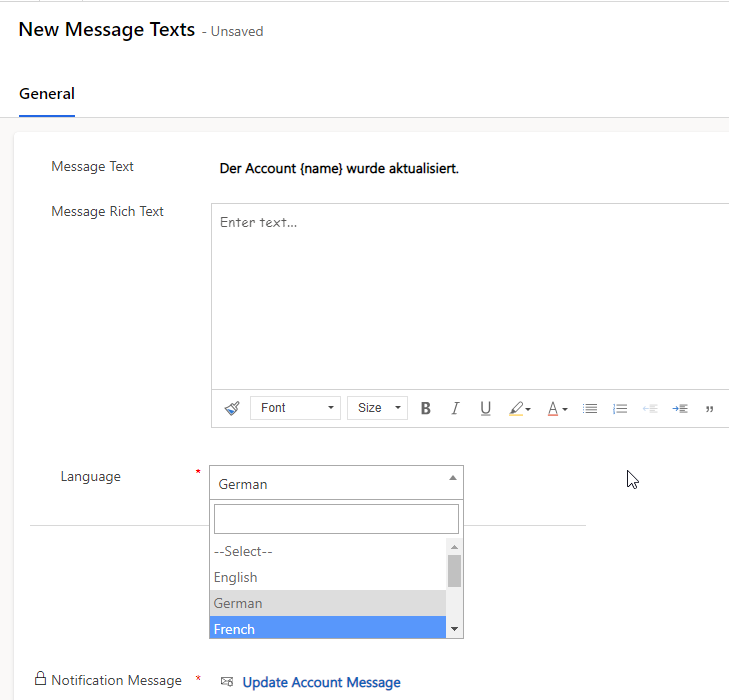 New Message Texts - Unsaved
General
Message Text
Der Account {name} wurde aktualisiert.
Message Rich Text
Enter text...
Font Size B I U A ”
Language * German
--Select--
English
German
French
Notification Message * Update Account Message